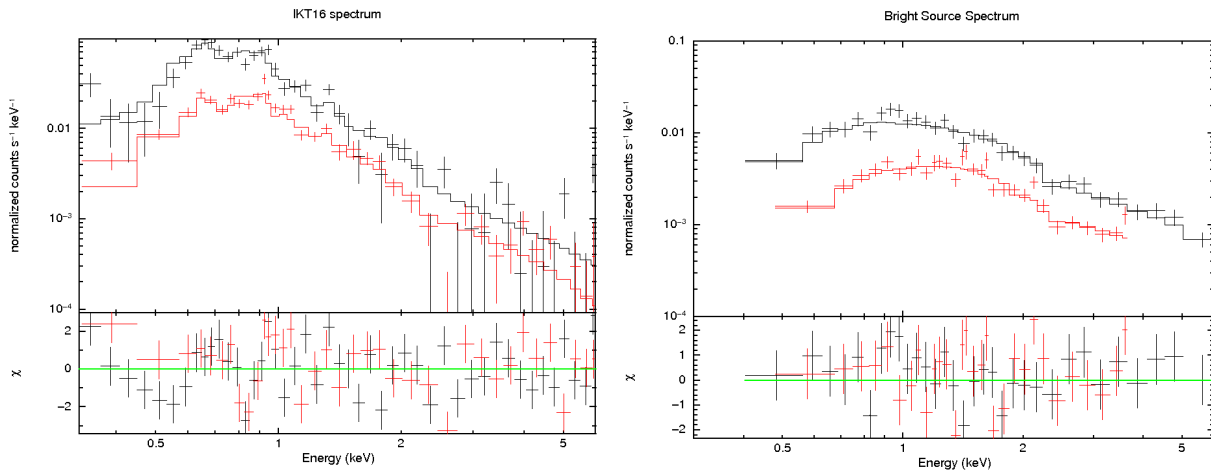 IKT16 spectrum
normalized counts s⁻¹ keV⁻¹
0.01
10⁻³
10⁻⁴
χ
2
0
−2
0.5
1
2
5
Energy (keV)
Bright Source Spectrum
normalized counts s⁻¹ keV⁻¹
0.1
0.01
10⁻³
10⁻⁴
χ
2
1
0
−1
−2
0.5
1
2
5
Energy (keV)